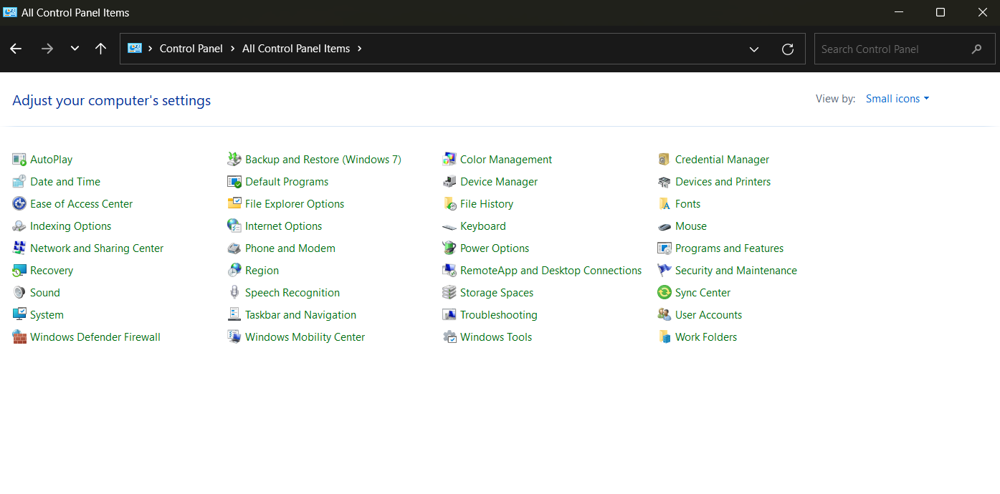 All Control Panel Items
Control Panel All Control Panel Items
Search Control Panel
Adjust your computer's settings
View by: Small icons
AutoPlay Backup and Restore (Windows 7) Color Management Credential Manager
Date and Time Default Programs Device Manager Devices and Printers
Ease of Access Center File Explorer Options File History Fonts
Indexing Options Internet Options Keyboard Mouse
Network and Sharing Center Phone and Modem Power Options Programs and Features
Recovery Region RemoteApp and Desktop Connections Security and Maintenance
Sound Speech Recognition Storage Spaces Sync Center
System Taskbar and Navigation Troubleshooting User Accounts
Windows Defender Firewall Windows Mobility Center Windows Tools Work Folders